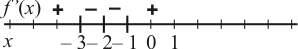 f'(x) + − − +
x − 3 − 2 − 1 0 1